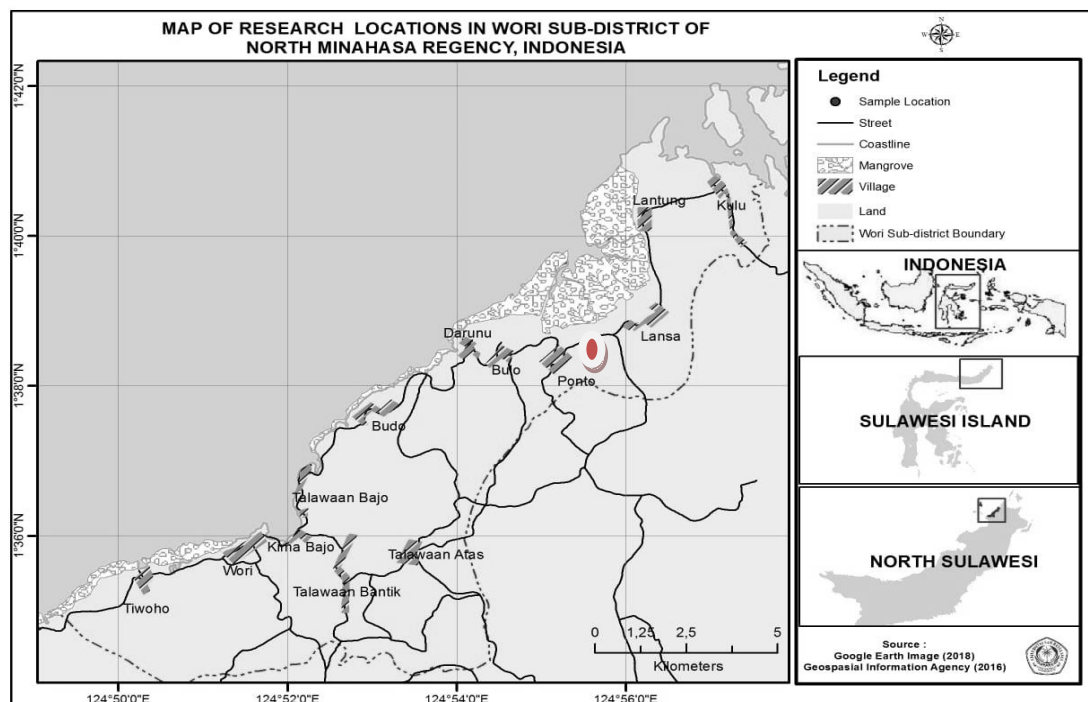 MAP OF RESEARCH LOCATIONS IN WORI SUB-DISTRICT OF
NORTH MINAHASA REGENCY, INDONESIA
N
W
E
S
1°42'0"N
1°40'0"N
1°38'0"N
1°36'0"N
Lantung
Kulu
Lansa
Darunu
Bulo
Ponto
Budo
Talawaan Bajo
Kima Bajo
Wori
Talawaan Atas
Talawaan Bantik
Tiwoho
0 1,25 2,5 5
Kilometers
124°50'0"E
124°52'0"E
124°54'0"E
124°56'0"E
Legend
Sample Location
Street
Coastline
Mangrove
Village
Land
Wori Sub-district Boundary
INDONESIA
SULAWESI ISLAND
NORTH SULAWESI
Source :
Google Earth Image (2018)
Geospasial Information Agency (2016)